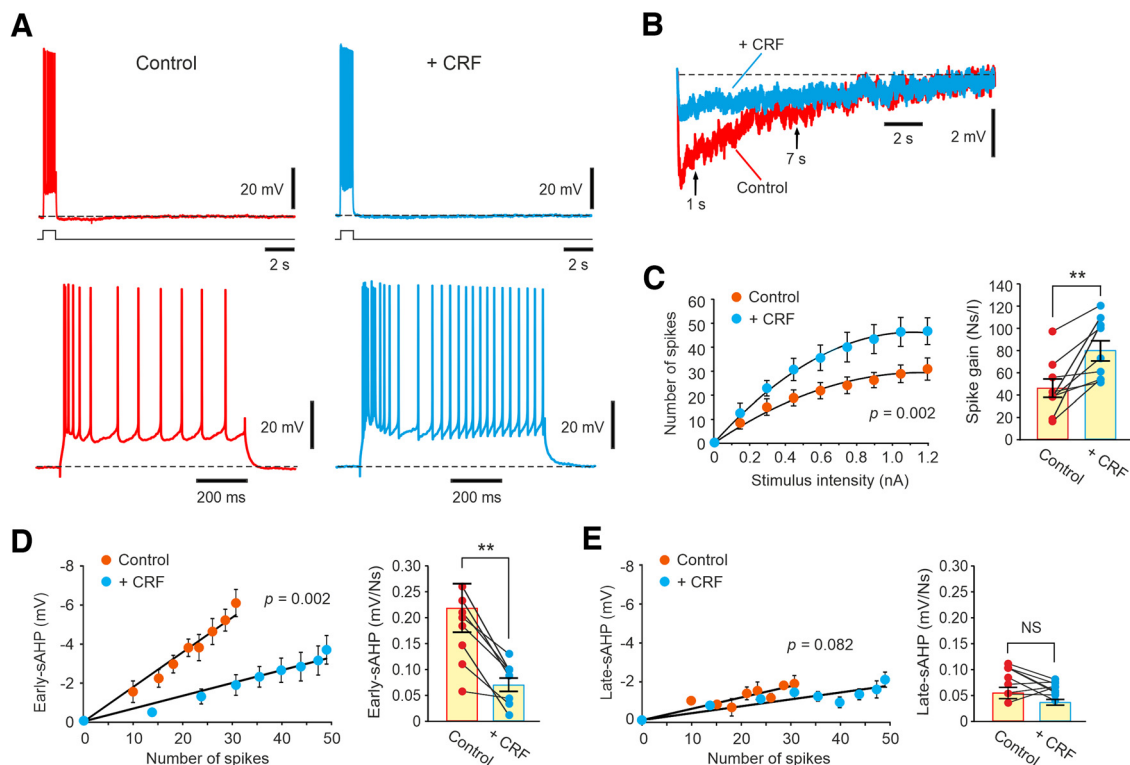 A
Control
+ CRF
20 mV
20 mV
2 s
2 s
20 mV
20 mV
200 ms
200 ms
B
+ CRF
2 s
2 mV
7 s
Control
1 s
C
Control
+ CRF
Number of spikes
60
50
40
30
20
10
0
p = 0.002
0
0.2
0.4
0.6
0.8
1.0
1.2
Stimulus intensity (nA)
**
Spike gain (Ns/I)
140
120
100
80
60
40
20
0
Control
+ CRF
D
Control
+ CRF
Early-sAHP (mV)
-8
-6
-4
-2
0
p = 0.002
0
10
20
30
40
50
Number of spikes
**
Early-sAHP (mV/Ns)
0.30
0.25
0.20
0.15
0.10
0.05
0
Control
+ CRF
E
Control
+ CRF
Late-sAHP (mV)
-8
-6
-4
-2
0
p = 0.082
0
10
20
30
40
50
Number of spikes
NS
Late-sAHP (mV/Ns)
0.30
0.25
0.20
0.15
0.10
0.05
0
Control
+ CRF